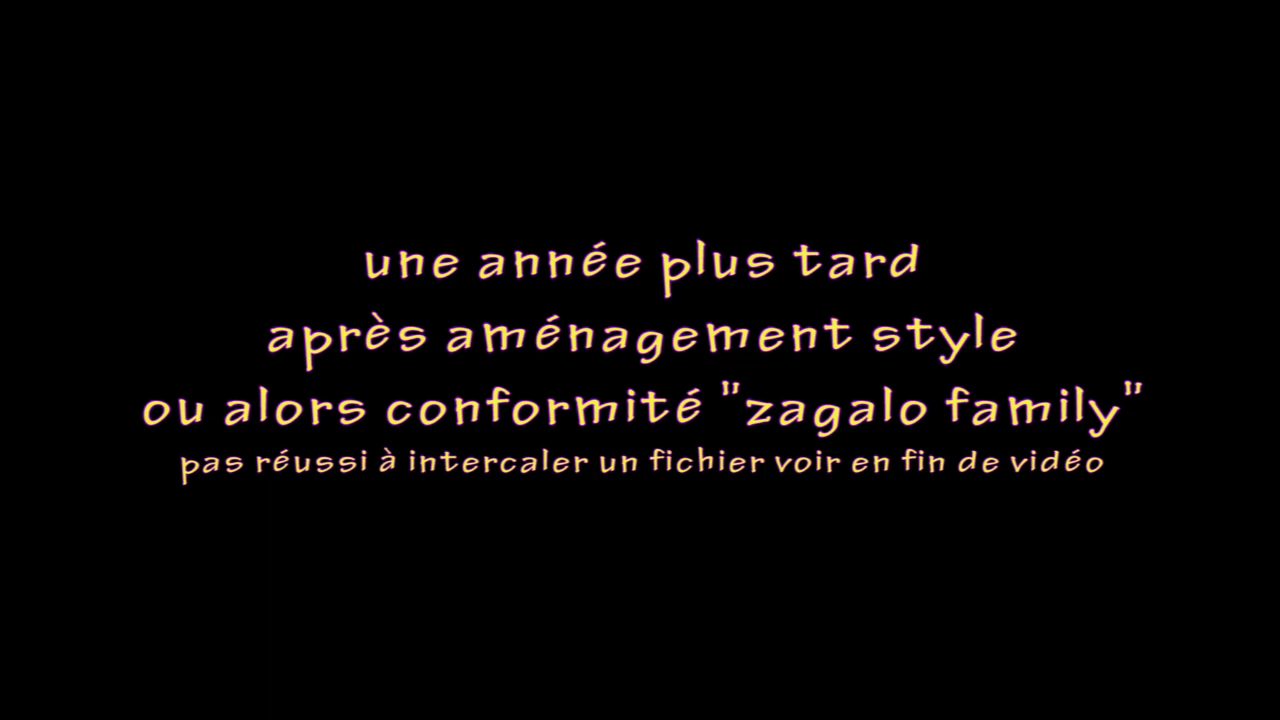 une année plus tard
après aménagement style
ou alors conformité "zagalo family"
pas réussi à intercaler un fichier voir en fin de vidéo